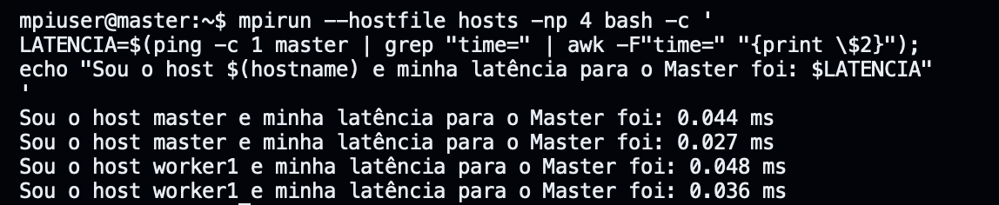 mpiuser@master:~$ mpirun --hostfile hosts -np 4 bash -c '
LATENCIA=$(ping -c 1 master | grep "time=" | awk -F"time=" "{print \$2}");
echo "Sou o host $(hostname) e minha latência para o Master foi: $LATENCIA"
'
Sou o host master e minha latência para o Master foi: 0.044 ms
Sou o host master e minha latência para o Master foi: 0.027 ms
Sou o host worker1 e minha latência para o Master foi: 0.048 ms
Sou o host worker1 e minha latência para o Master foi: 0.036 ms